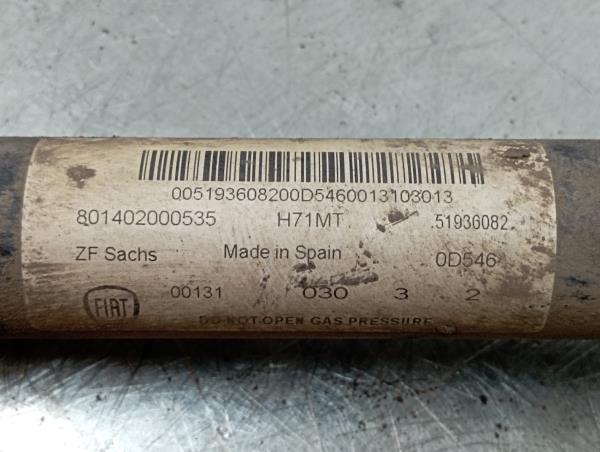 005193608200D5460013103013
801402000535 H71MT 51936082
ZF Sachs Made in Spain 0D546
FIAT 00131 030 3 2
DO NOT OPEN GAS PRESSURE